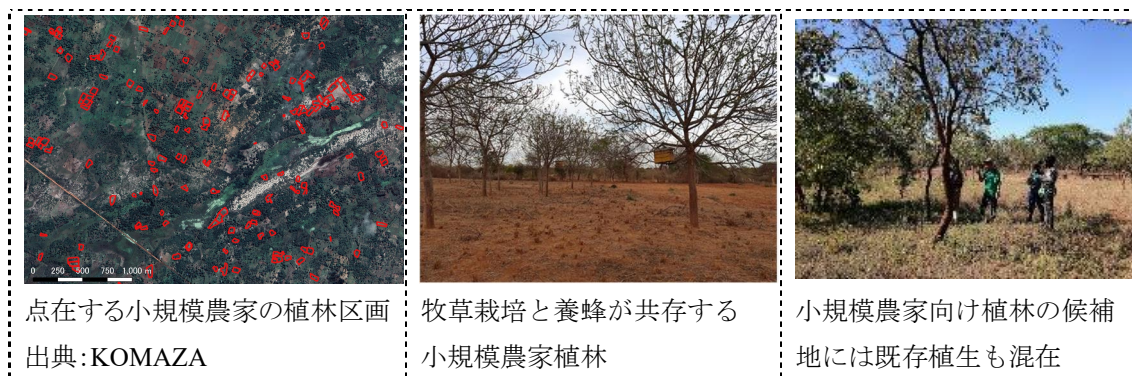 0 250 500 750 1,000 m
点在する小規模農家の植林区画
出典:KOMAZA
牧草栽培と養蜂が共存する
小規模農家植林
小規模農家向け植林の候補
地には既存植生も混在